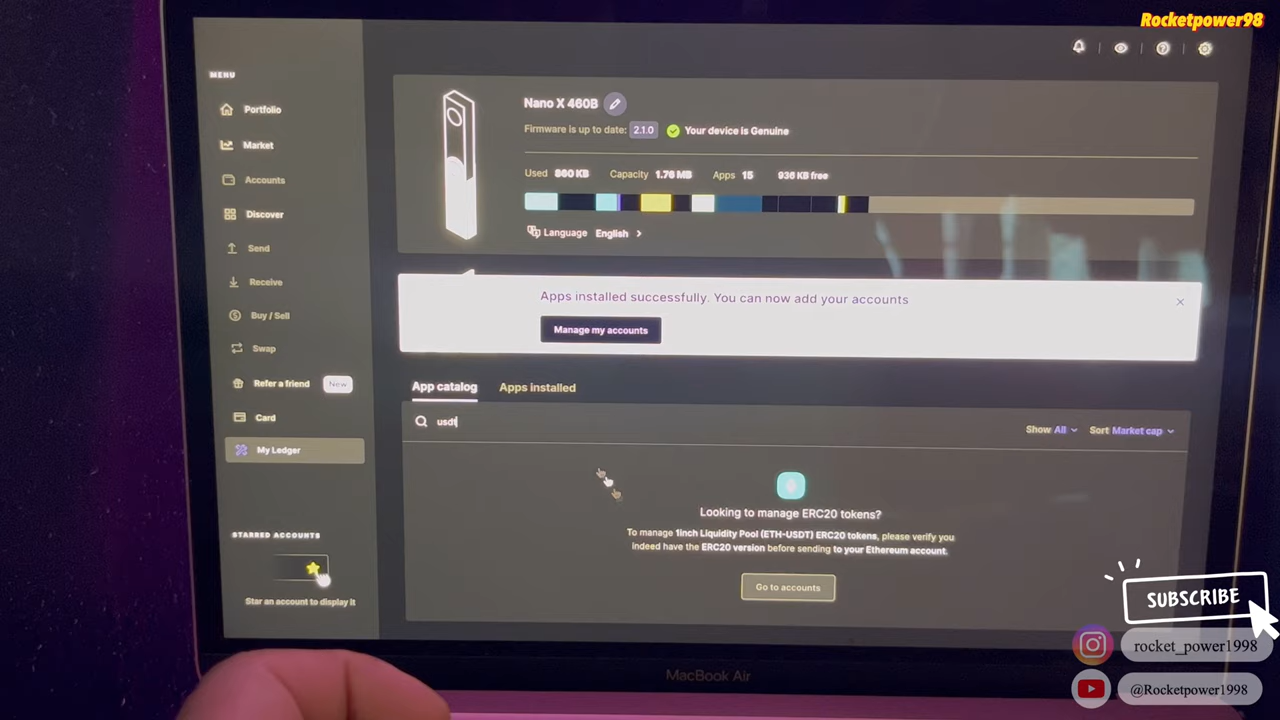 Rocketpower98
MENU
Portfolio
Market
Accounts
Discover
Send
Receive
Buy / Sell
Swap
Refer a friend New
Card
My Ledger
STARRED ACCOUNTS
Star an account to display it
Nano X 460B
Firmware is up to date: 2.1.0 Your device is Genuine
Used 860 KB Capacity 1.76 MB Apps 15 936 KB free
Language English
Apps installed successfully. You can now add your accounts
Manage my accounts
App catalog Apps installed
usdt
Show All Sort Market cap
Looking to manage ERC20 tokens?
To manage 1inch Liquidity Pool (ETH-USDT) ERC20 tokens, please verify you
indeed have the ERC20 version before sending to your Ethereum account.
Go to accounts
MacBook Air
SUBSCRIBE
rocket_power1998
@Rocketpower1998